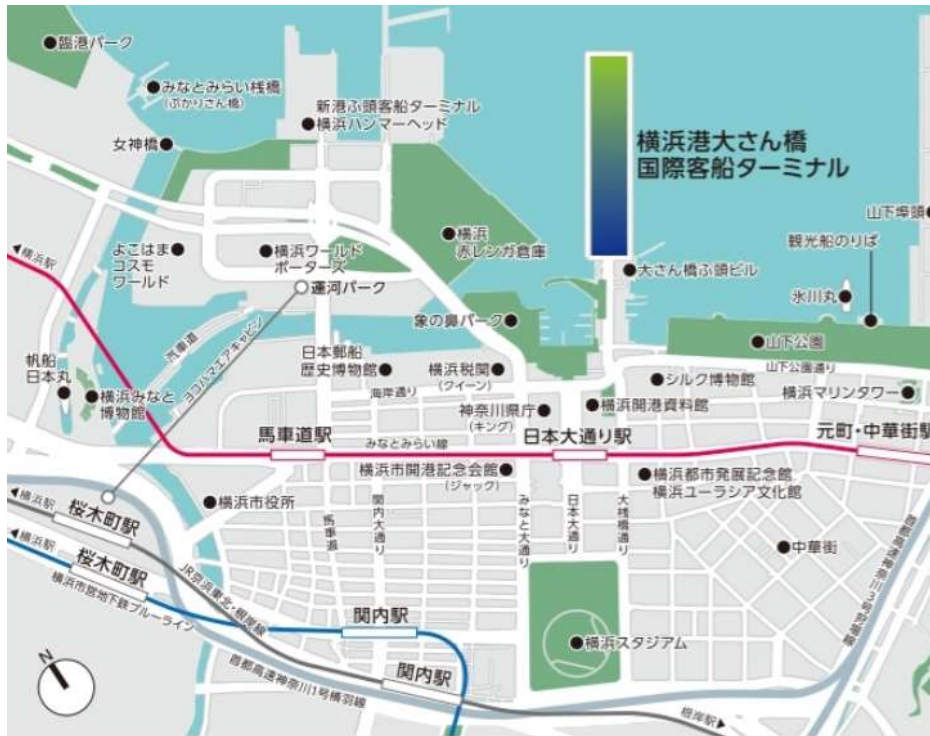 臨港パーク
みなとみらい桟橋
(ぷかりさん橋)
新港ふ頭客船ターミナル
横浜ハンマーヘッド
女神橋
横浜港大さん橋
国際客船ターミナル
山下埠頭
観光船のりば
◀横浜駅
よこはま
コスモ
ワールド
横浜ワールド
ポーターズ
横浜
赤レンガ倉庫
運河パーク
大さん橋ふ頭ビル
氷川丸
汽車道
ヨコハマエアキャビン
象の鼻パーク
山下公園
山下公園通り
帆船
日本丸
横浜みなと
博物館
日本郵船
歴史博物館
海岸通り
横浜税関
(クイーン)
シルク博物館
横浜マリンタワー
神奈川県庁
(キング)
横浜開港資料館
馬車道駅
みなとみらい線
日本大通り駅
元町・中華街駅
横浜市開港記念会館
(ジャック)
横浜都市発展記念館
横浜ユーラシア文化館
◀横浜駅
桜木町駅
横浜市役所
馬車道
関内大通り
みなと大通り
日本大通り
大桟橋通り
◀横浜駅
桜木町駅
横浜市営地下鉄ブルーライン
JR京浜東北・根岸線
中華街
首都高速神奈川3号狩場線
関内駅
横浜スタジアム
関内駅
首都高速神奈川1号横羽線
根岸駅▶
N